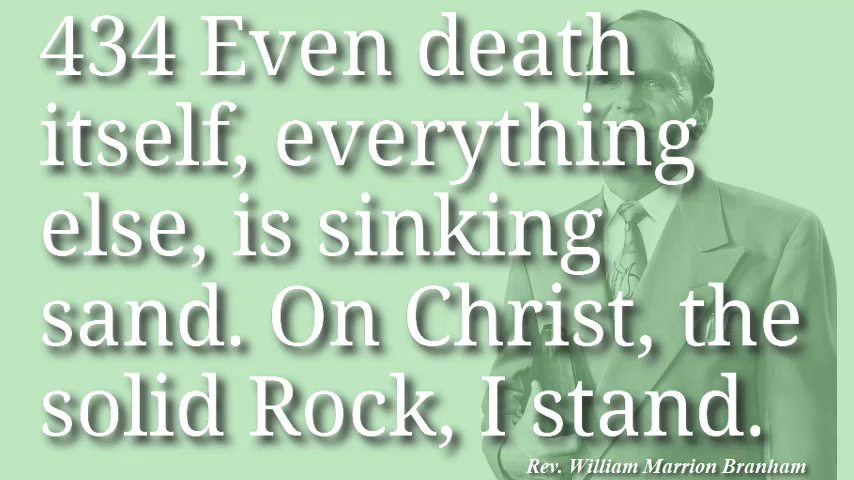 434 Even death
itself, everything
else, is sinking
sand. On Christ, the
solid Rock, I stand.
Rev. William Marrion Branham